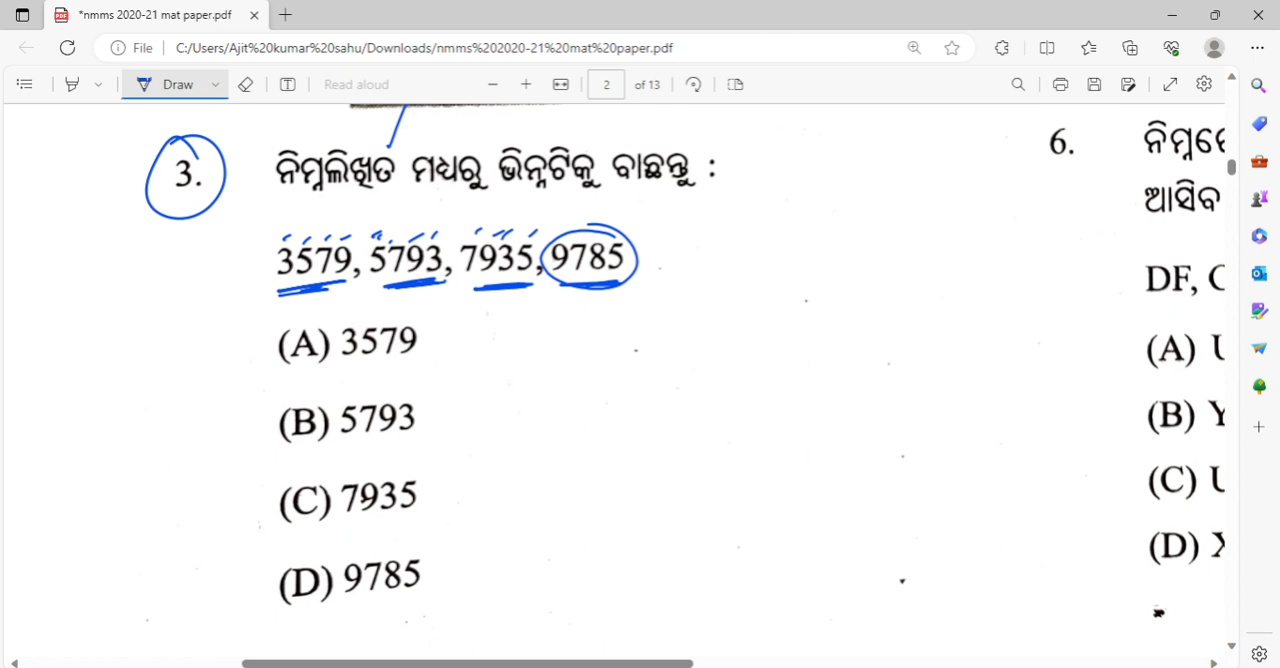 *nmms 2020-21 mat paper.pdf
File
C:/Users/Ajit%20kumar%20sahu/Downloads/nmms%202020-21%20mat%20paper.pdf
Draw
Read aloud
2 of 13
3. ନିମ୍ନଲିଖିତ ମଧ୍ୟରୁ ଭିନ୍ନଟିକୁ ବାଛନ୍ତୁ :
3579, 5793, 7935, 9785
(A) 3579
(B) 5793
(C) 7935
(D) 9785
6.
ଆସିବ
DF, C
(A)
(B) Y
(C)
(D) X